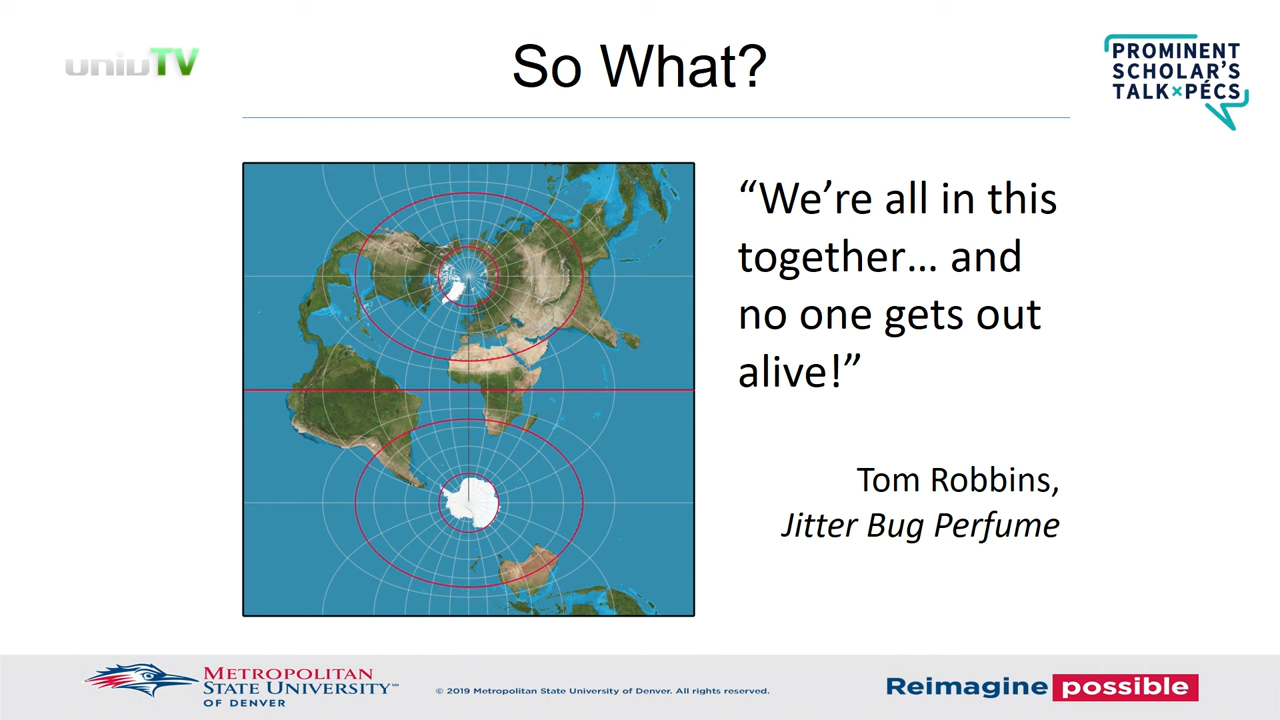 univTV
So What?
PROMINENT
SCHOLAR'S
TALK×PÉCS
“We’re all in this
together… and
no one gets out
alive!”
Tom Robbins,
Jitter Bug Perfume
METROPOLITAN
STATE UNIVERSITY℠
OF DENVER
© 2019 Metropolitan State University of Denver. All rights reserved.
Reimagine possible